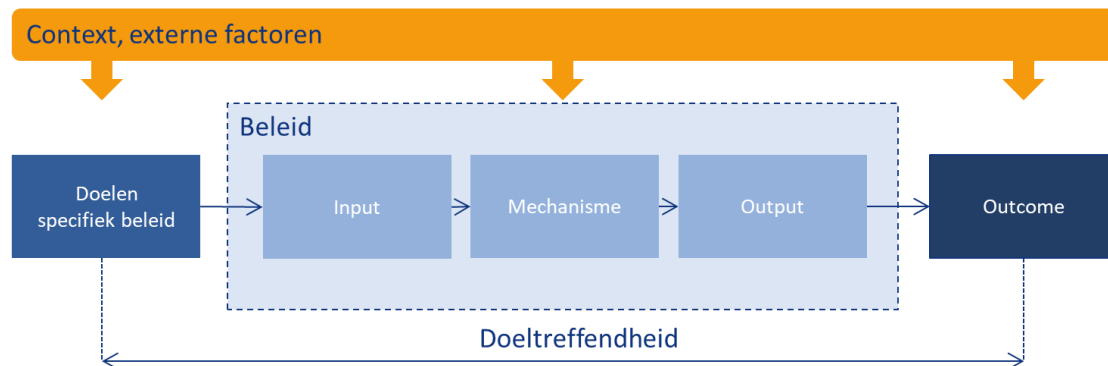 Context, externe factoren
Beleid
Doelen
specifiek beleid
Input
Mechanisme
Output
Outcome
Doeltreffendheid